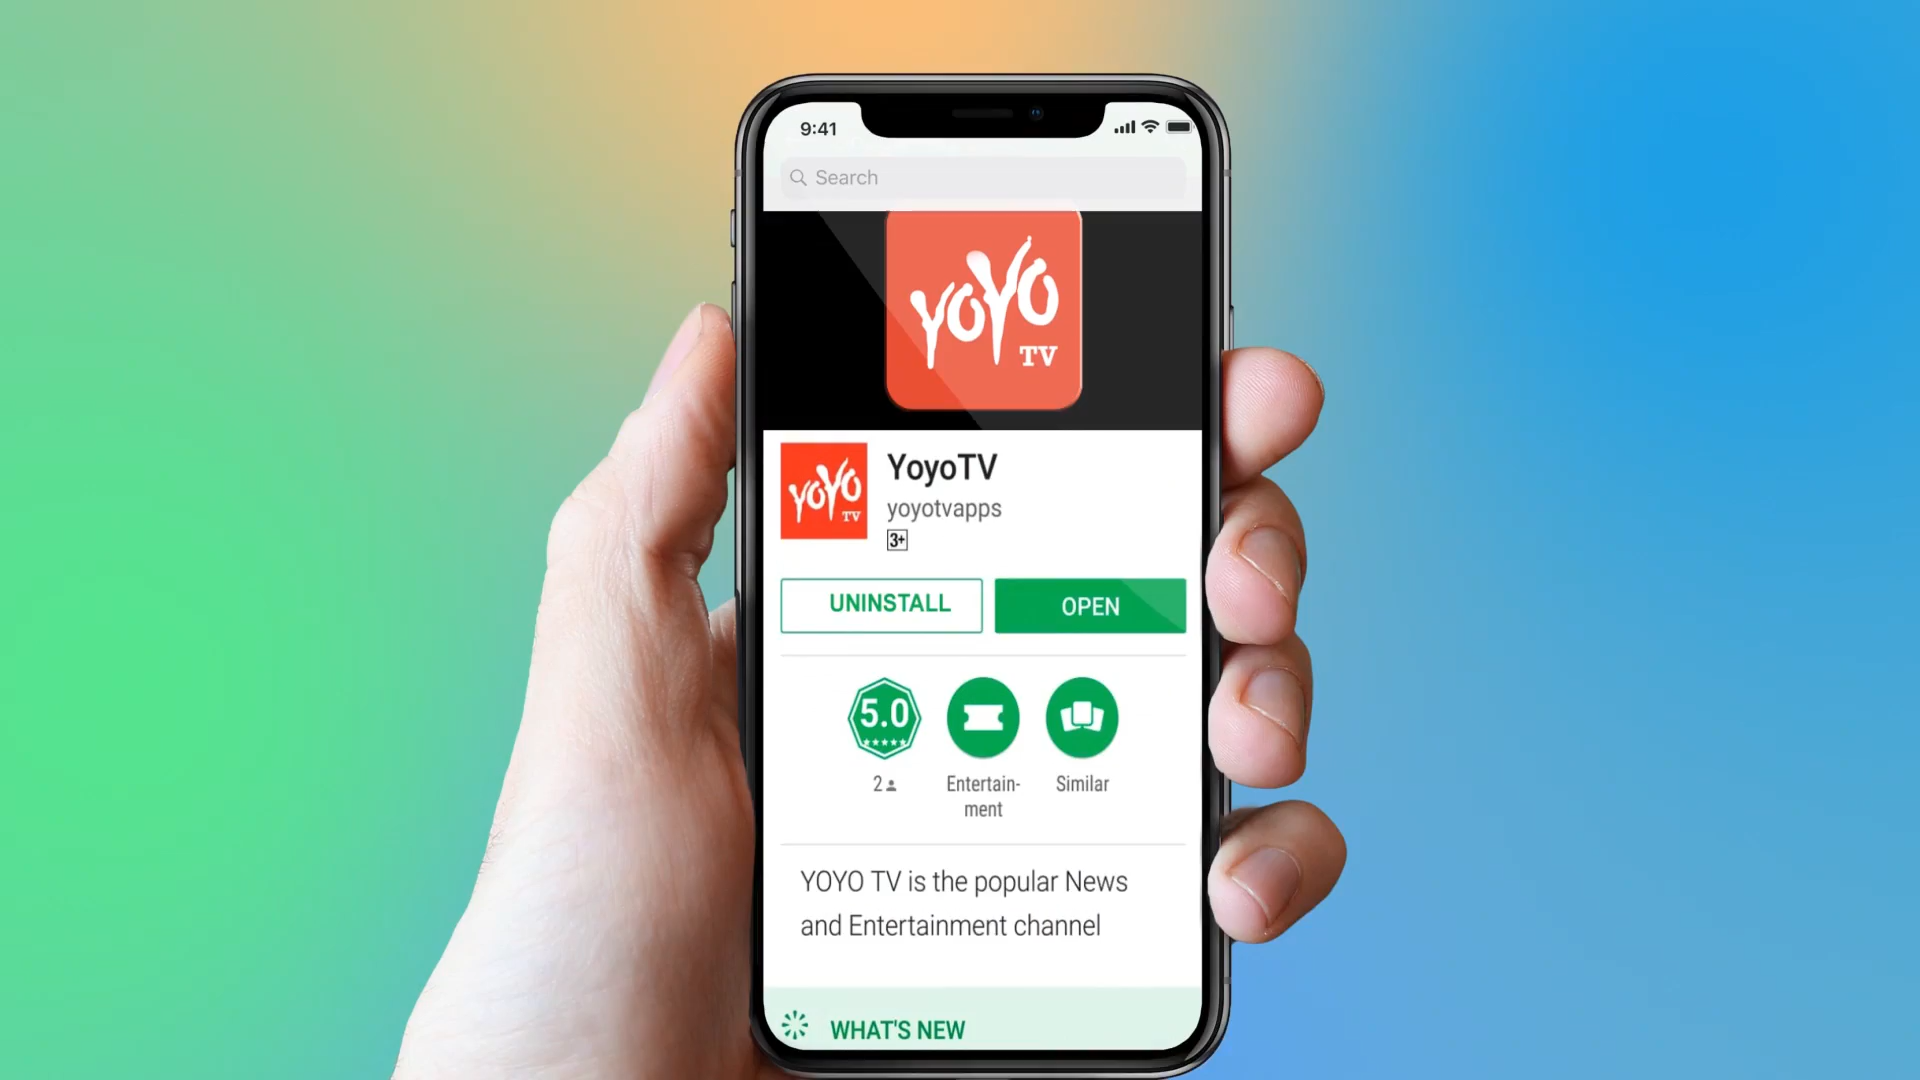 9:41
Search
YOYO
TV
YOYO
TV
YoyoTV
yoyotvapps
3+
UNINSTALL
OPEN
5.0
2
Entertain-
ment
Similar
YOYO TV is the popular News
and Entertainment channel
WHAT'S NEW